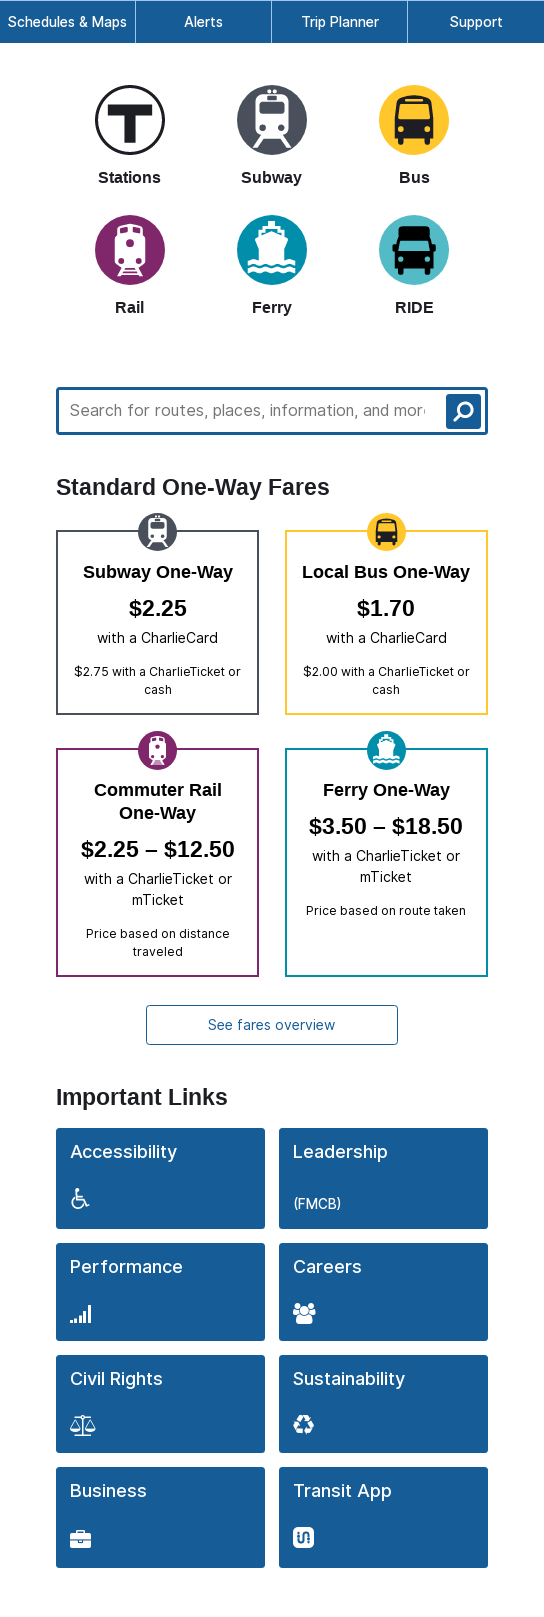 Schedules & Maps
Alerts
Trip Planner
Support
T
Stations
Subway
Bus
Rail
Ferry
RIDE
Search for routes, places, information, and more
Standard One-Way Fares
Subway One-Way
$2.25
with a CharlieCard
$2.75 with a CharlieTicket or
cash
Local Bus One-Way
$1.70
with a CharlieCard
$2.00 with a CharlieTicket or
cash
Commuter Rail
One-Way
$2.25 – $12.50
with a CharlieTicket or
mTicket
Price based on distance
traveled
Ferry One-Way
$3.50 – $18.50
with a CharlieTicket or
mTicket
Price based on route taken
See fares overview
Important Links
Accessibility
Leadership
(FMCB)
Performance
Careers
Civil Rights
Sustainability
Business
Transit App